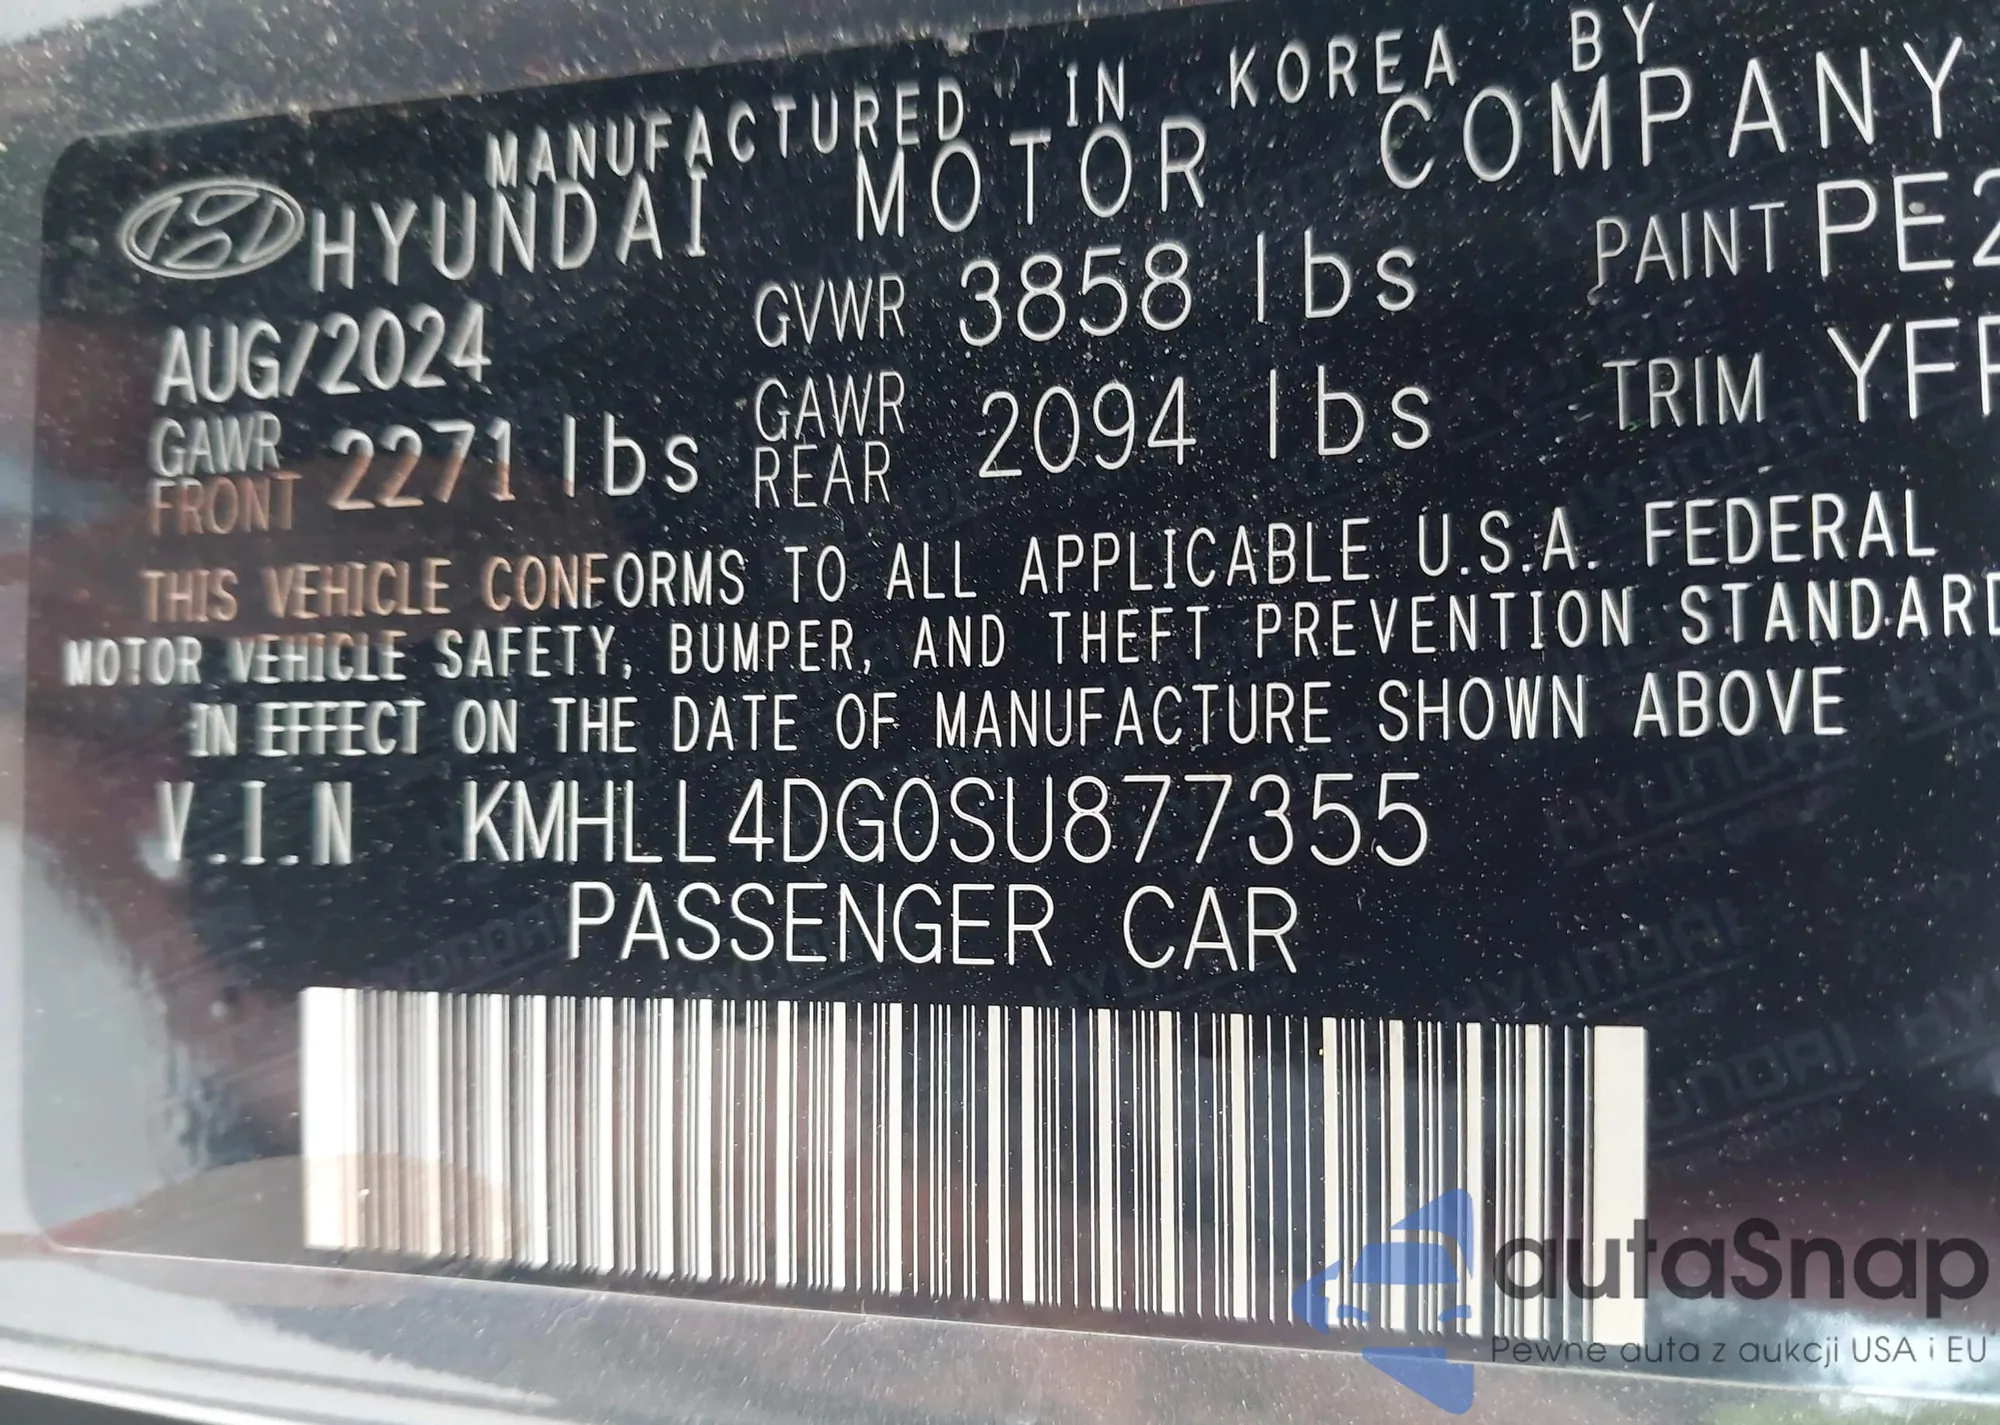 MANUFACTURED IN KOREA BY
HYUNDAI MOTOR COMPANY
AUG/2024 GVWR 3858 lbs PAINT PE2
GAWR FRONT 2271 lbs GAWR REAR 2094 lbs TRIM YFR
THIS VEHICLE CONFORMS TO ALL APPLICABLE U.S.A. FEDERAL
MOTOR VEHICLE SAFETY, BUMPER, AND THEFT PREVENTION STANDARD
IN EFFECT ON THE DATE OF MANUFACTURE SHOWN ABOVE
V.I.N KMHLL4DG0SU877355
PASSENGER CAR
autaSnap
Pewne auta z aukcji USA i EU